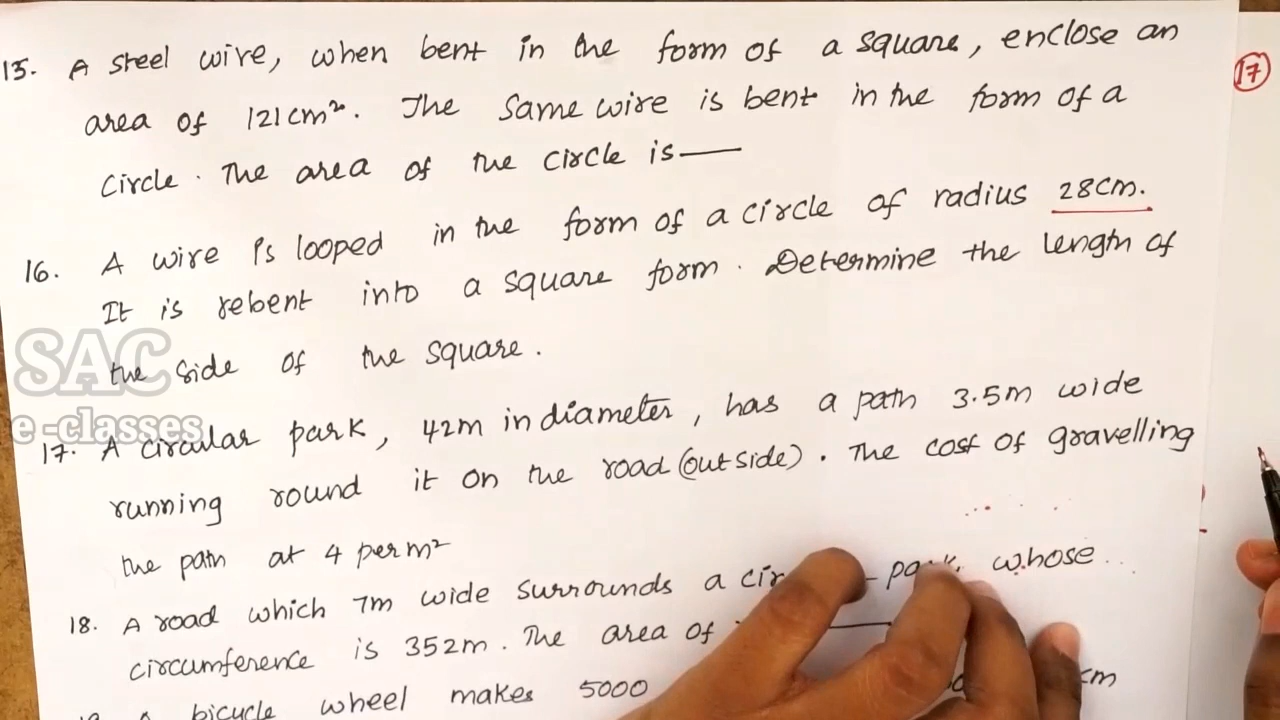 15. A steel wire, when bent in the form of a square, enclose an
area of 121cm². The same wire is bent in the form of a
circle. The area of the circle is ——
16. A wire is looped in the form of a circle of radius 28cm.
It is rebent into a square form. Determine the length of
the side of the square.
17. A circular park, 42m in diameter, has a path 3.5m wide
running round it on the road (outside). The cost of gravelling
the path at 4 per m²
18. A road which 7m wide surrounds a park whose
circumference is 352m. The area of
bicycle wheel makes 5000 cm
17
SAC
e-classes